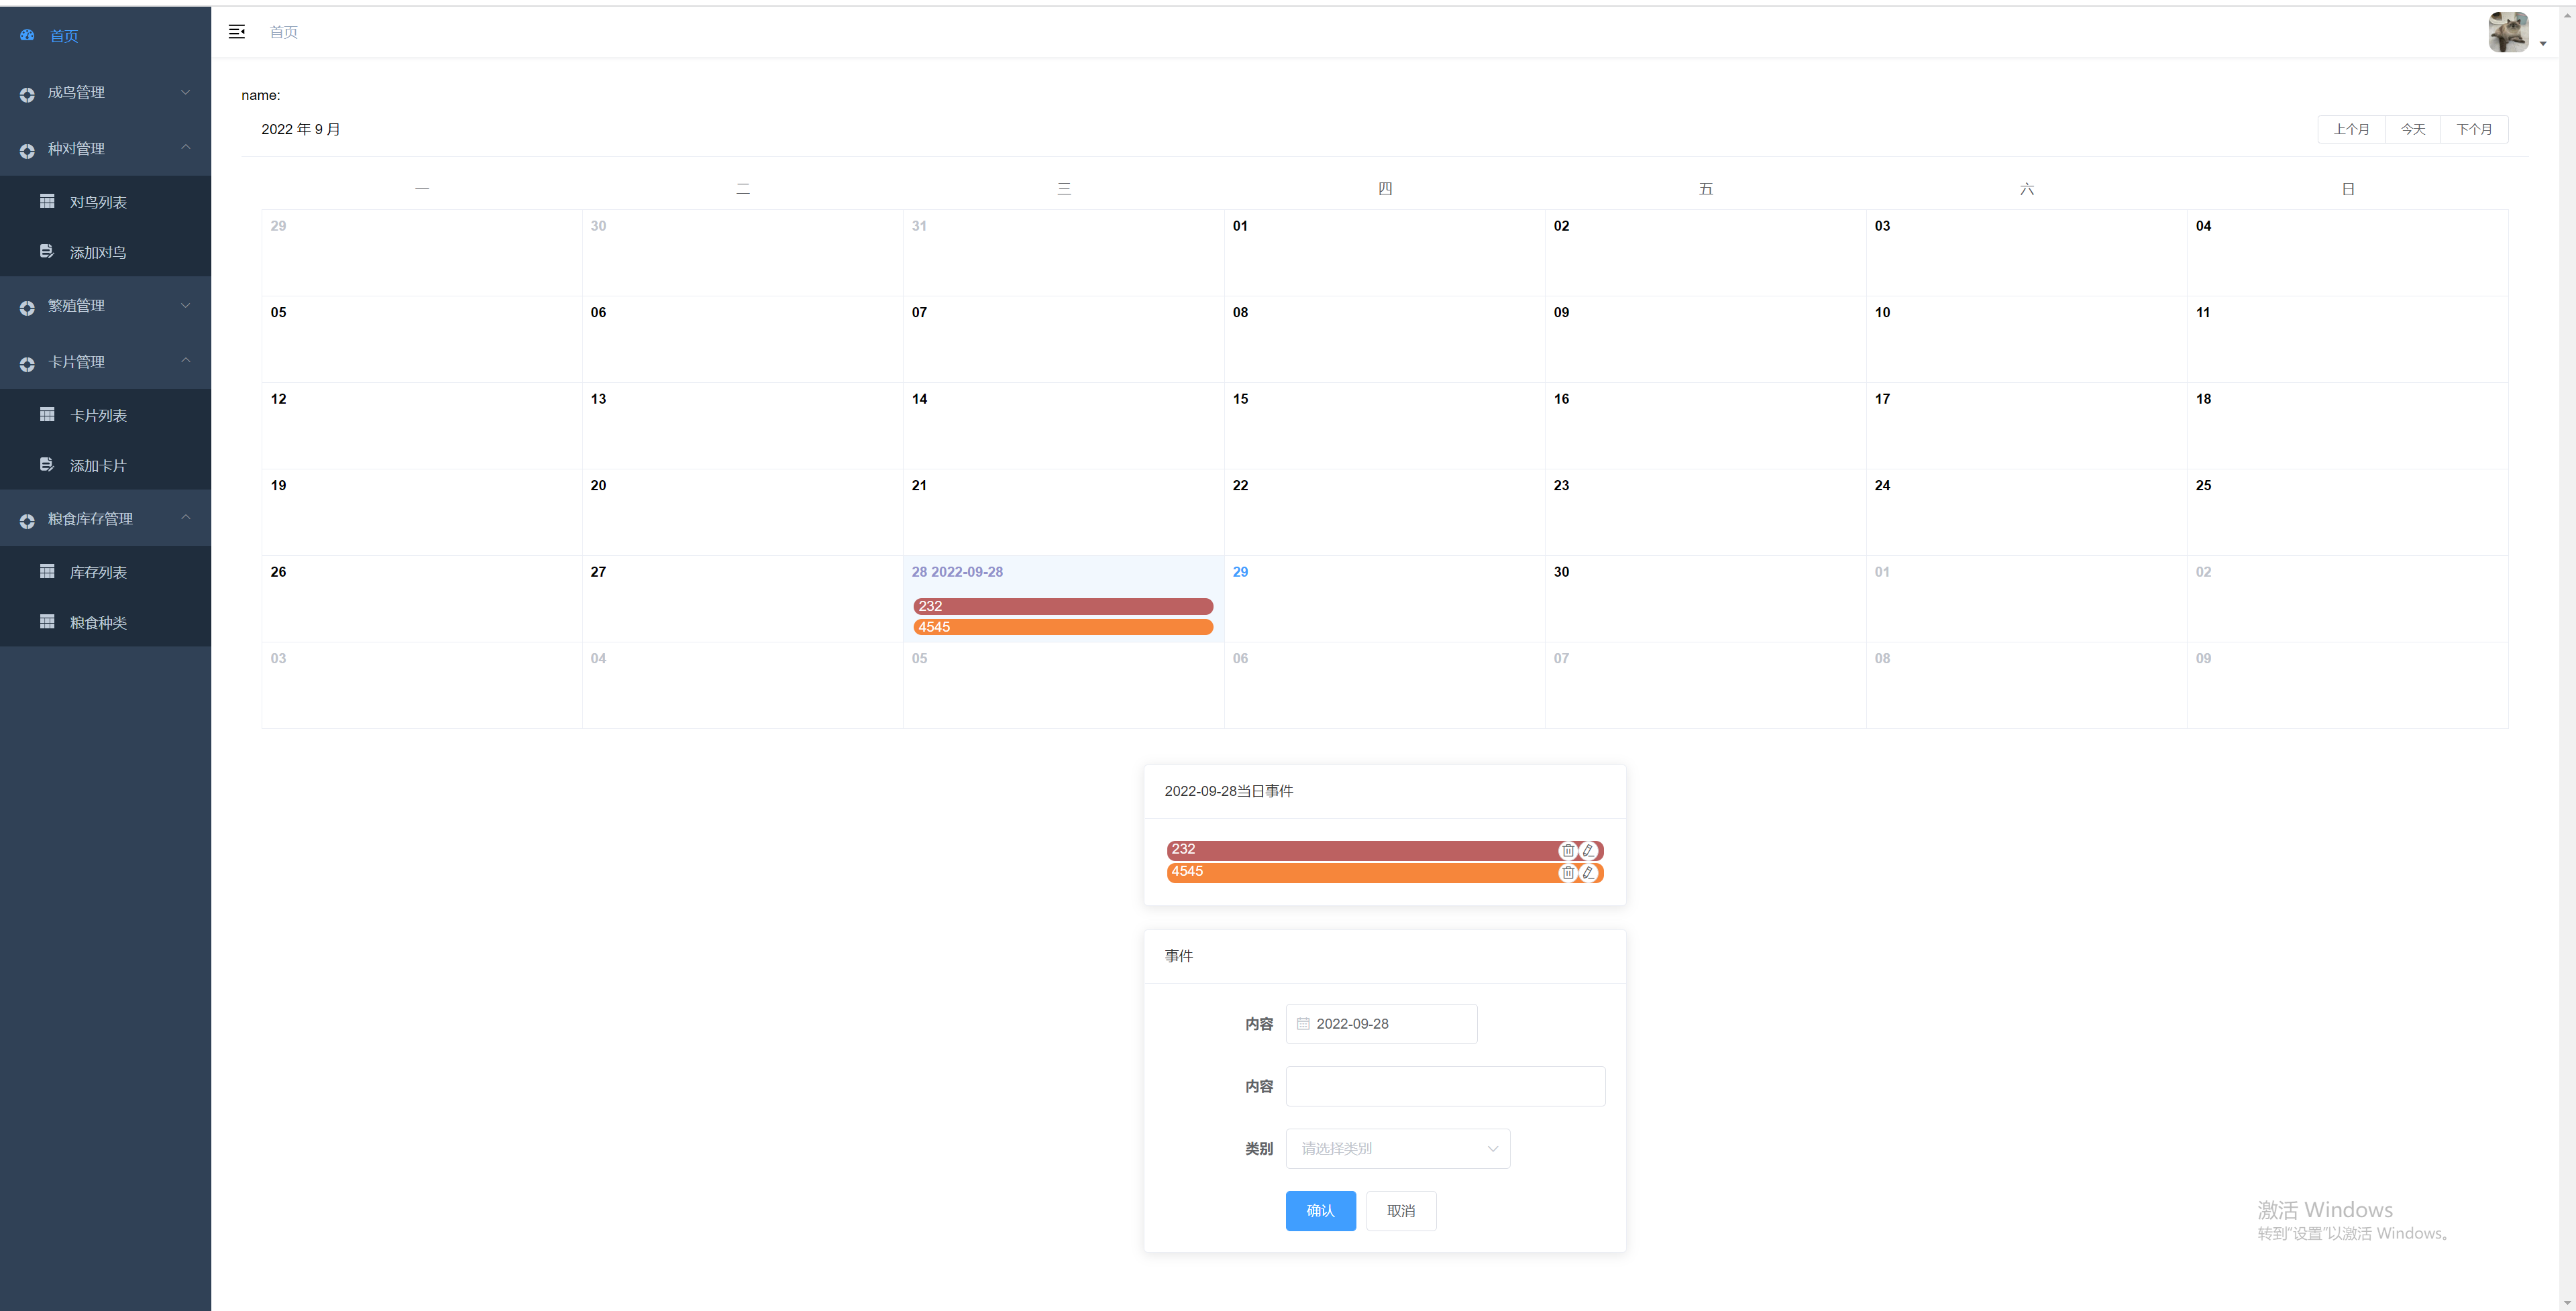 首页
成鸟管理
种对管理
对鸟列表
添加对鸟
繁殖管理
卡片管理
卡片列表
添加卡片
粮食库存管理
库存列表
粮食种类
首页
name:
2022 年 9 月
上个月 今天 下个月
一 二 三 四 五 六 日
29 30 31 01 02 03 04
05 06 07 08 09 10 11
12 13 14 15 16 17 18
19 20 21 22 23 24 25
26 27 28 2022-09-28 29 30 01 02
232
4545
03 04 05 06 07 08 09
2022-09-28当日事件
232
4545
事件
内容 2022-09-28
内容
类别 请选择类别
确认 取消
激活 Windows
转到"设置"以激活 Windows。